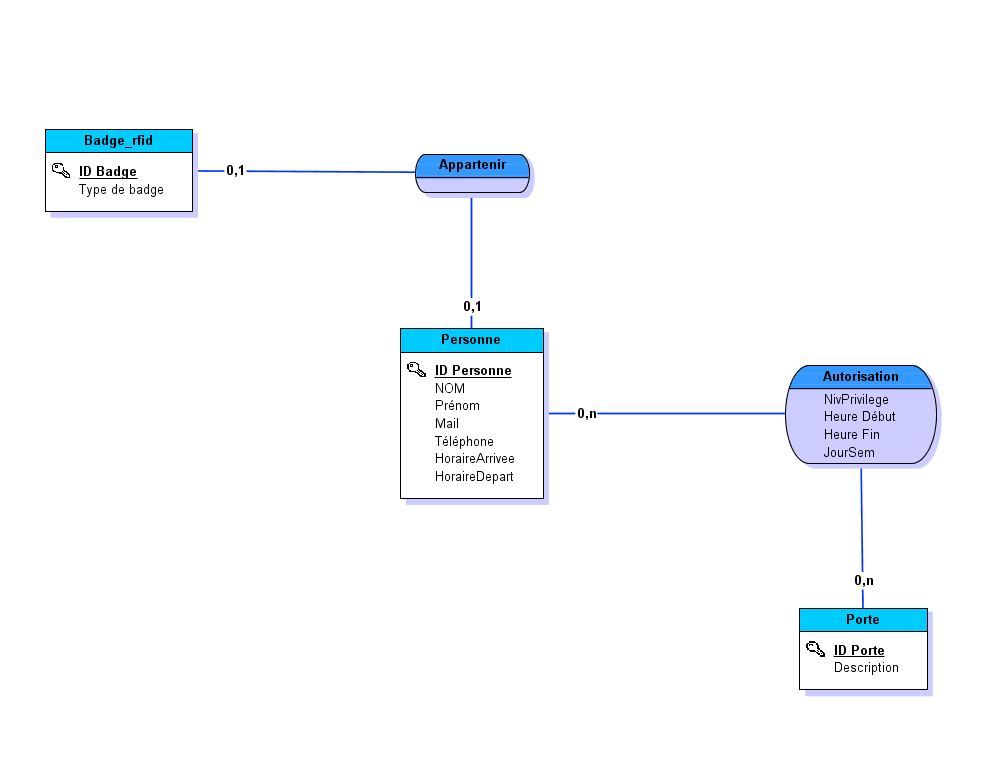 Badge_rfid
ID Badge
Type de badge
0,1
Appartenir
0,1
Personne
ID Personne
NOM
Prénom
Mail
Téléphone
HoraireArrivee
HoraireDepart
0,n
Autorisation
NivPrivilege
Heure Début
Heure Fin
JourSem
0,n
Porte
ID Porte
Description